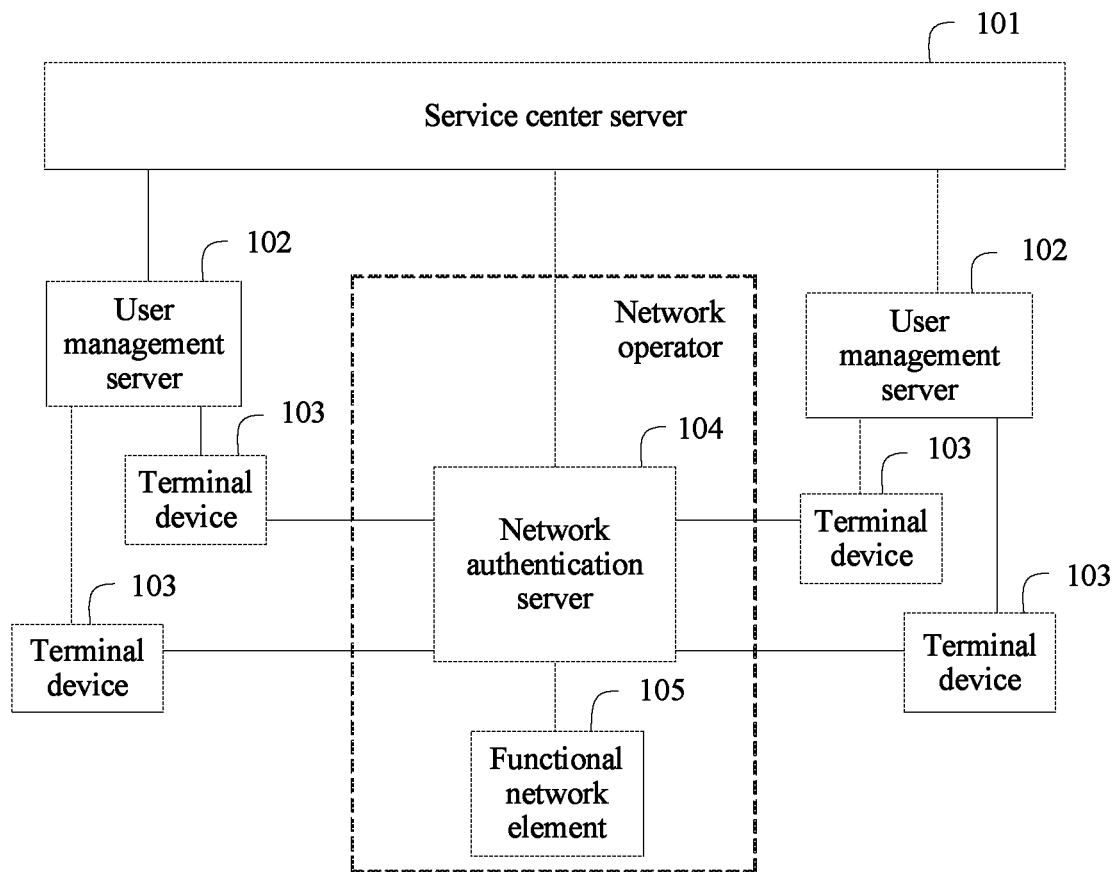 101
Service center server
102
User
management
server
102
User
management
server
Network
operator
103
Terminal
device
104
Network
authentication
server
103
Terminal
device
103
Terminal
device
103
Terminal
device
105
Functional
network
element